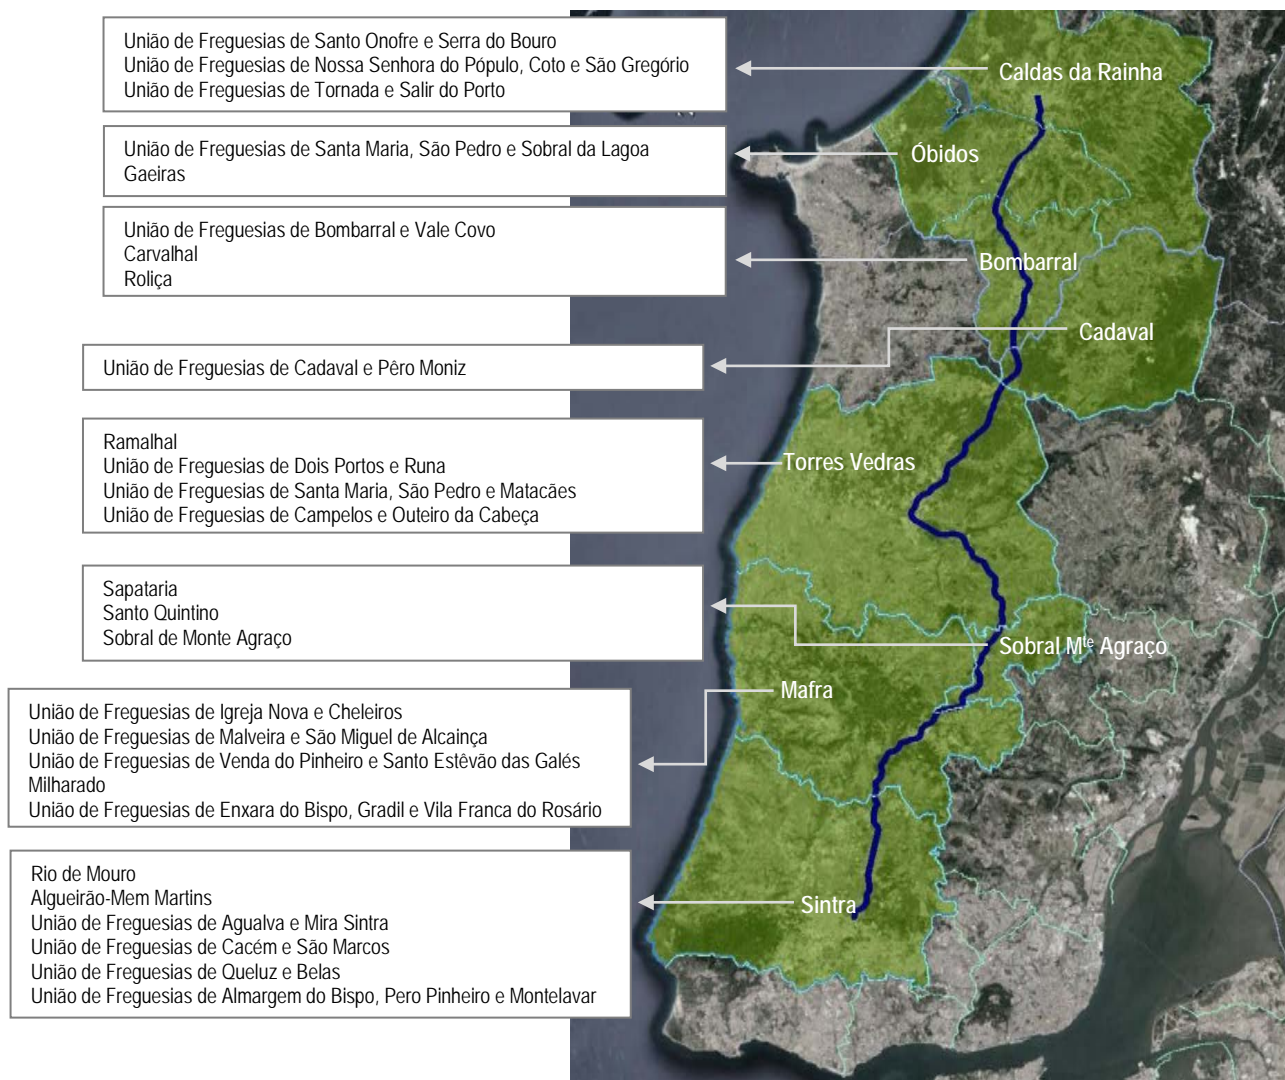 União de Freguesias de Santo Onofre e Serra do Bouro
União de Freguesias de Nossa Senhora do Pópulo, Coto e São Gregório
União de Freguesias de Tornada e Salir do Porto
Caldas da Rainha
União de Freguesias de Santa Maria, São Pedro e Sobral da Lagoa
Gaeiras
Óbidos
União de Freguesias de Bombarral e Vale Covo
Carvalhal
Roliça
Bombarral
Cadaval
União de Freguesias de Cadaval e Pêro Moniz
Ramalhal
União de Freguesias de Dois Portos e Runa
União de Freguesias de Santa Maria, São Pedro e Matacães
União de Freguesias de Campelos e Outeiro da Cabeça
Torres Vedras
Sapataria
Santo Quintino
Sobral de Monte Agraço
Sobral Mte Agraço
Mafra
União de Freguesias de Igreja Nova e Cheleiros
União de Freguesias de Malveira e São Miguel de Alcainça
União de Freguesias de Venda do Pinheiro e Santo Estêvão das Galés
Milharado
União de Freguesias de Enxara do Bispo, Gradil e Vila Franca do Rosário
Rio de Mouro
Algueirão-Mem Martins
União de Freguesias de Agualva e Mira Sintra
União de Freguesias de Cacém e São Marcos
União de Freguesias de Queluz e Belas
União de Freguesias de Almargem do Bispo, Pero Pinheiro e Montelavar
Sintra